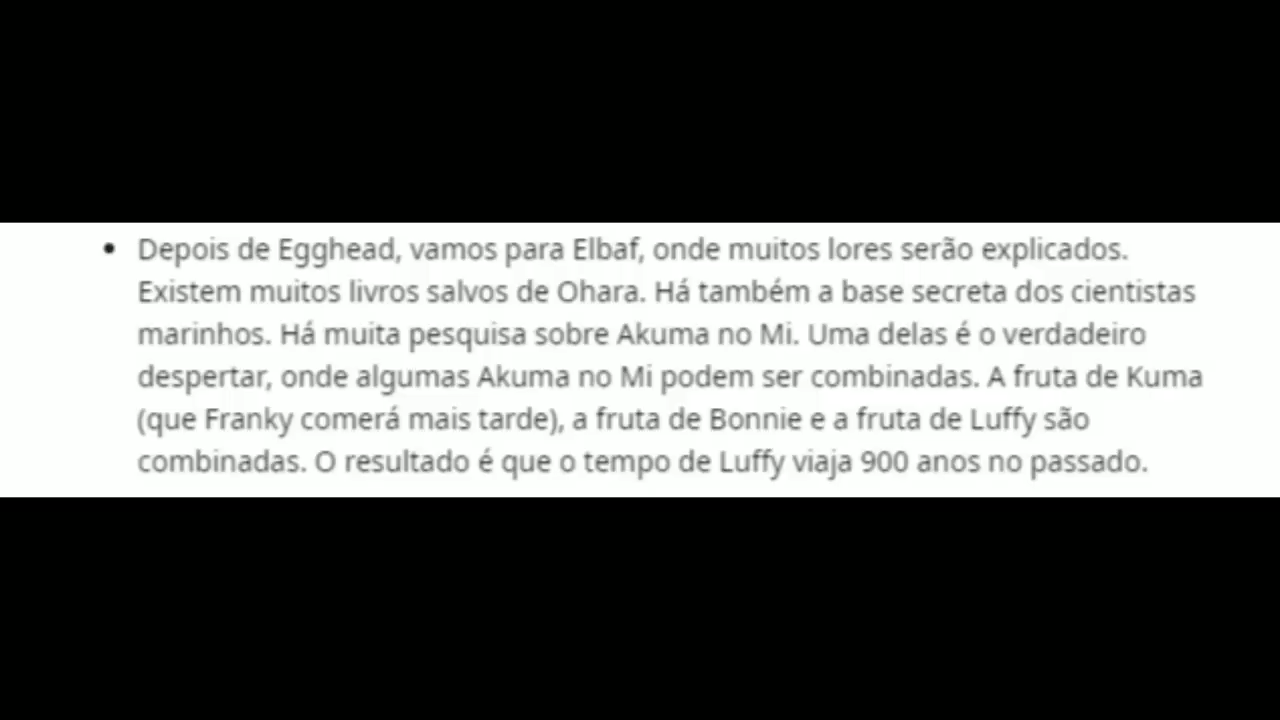 • Depois de Egghead, vamos para Elbaf, onde muitos lores serão explicados.
Existem muitos livros salvos de Ohara. Há também a base secreta dos cientistas
marinhos. Há muita pesquisa sobre Akuma no Mi. Uma delas é o verdadeiro
despertar, onde algumas Akuma no Mi podem ser combinadas. A fruta de Kuma
(que Franky comerá mais tarde), a fruta de Bonnie e a fruta de Luffy são
combinadas. O resultado é que o tempo de Luffy viaja 900 anos no passado.